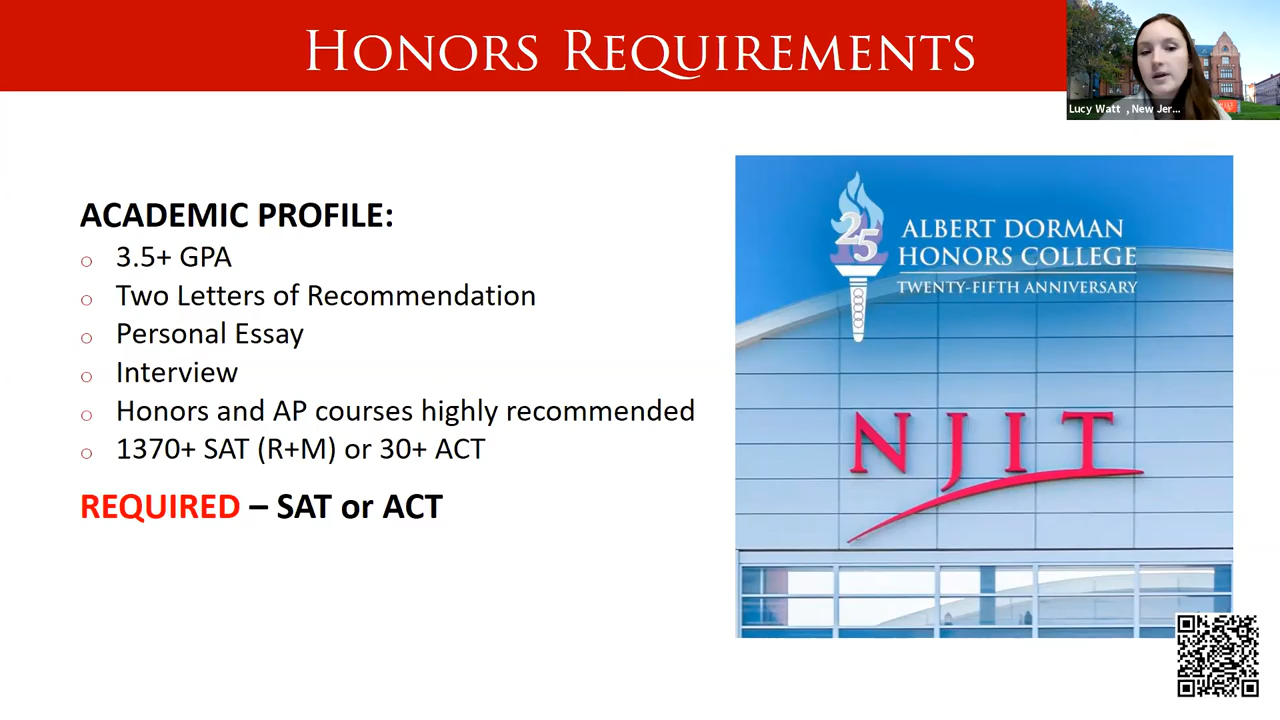 HONORS REQUIREMENTS
Lucy Watt , New Jer...
ACADEMIC PROFILE:
3.5+ GPA
Two Letters of Recommendation
Personal Essay
Interview
Honors and AP courses highly recommended
1370+ SAT (R+M) or 30+ ACT
REQUIRED – SAT or ACT
25
ALBERT DORMAN
HONORS COLLEGE
TWENTY-FIFTH ANNIVERSARY
NJIT